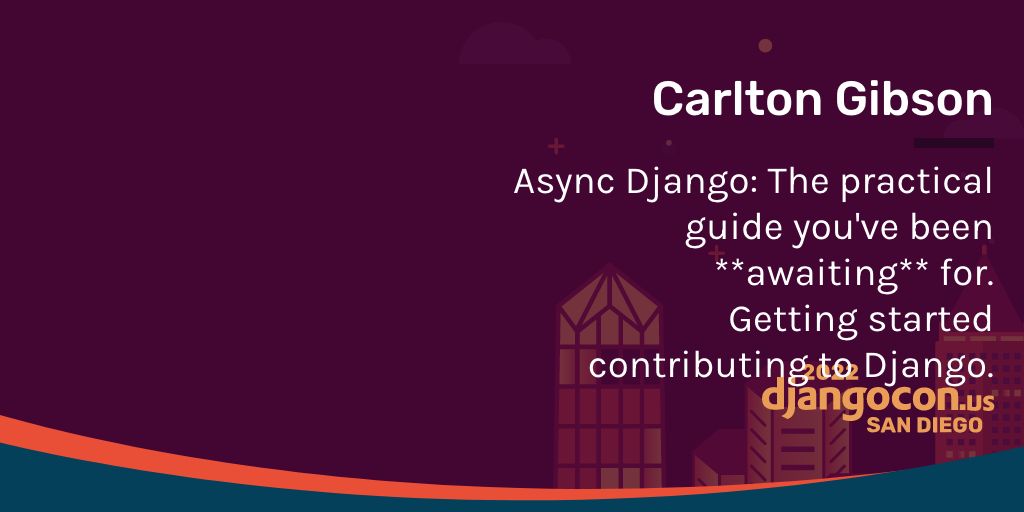 Carlton Gibson
Async Django: The practical
guide you've been
**awaiting** for.
Getting started
contributing to Django.
2022
djangocon.us
SAN DIEGO